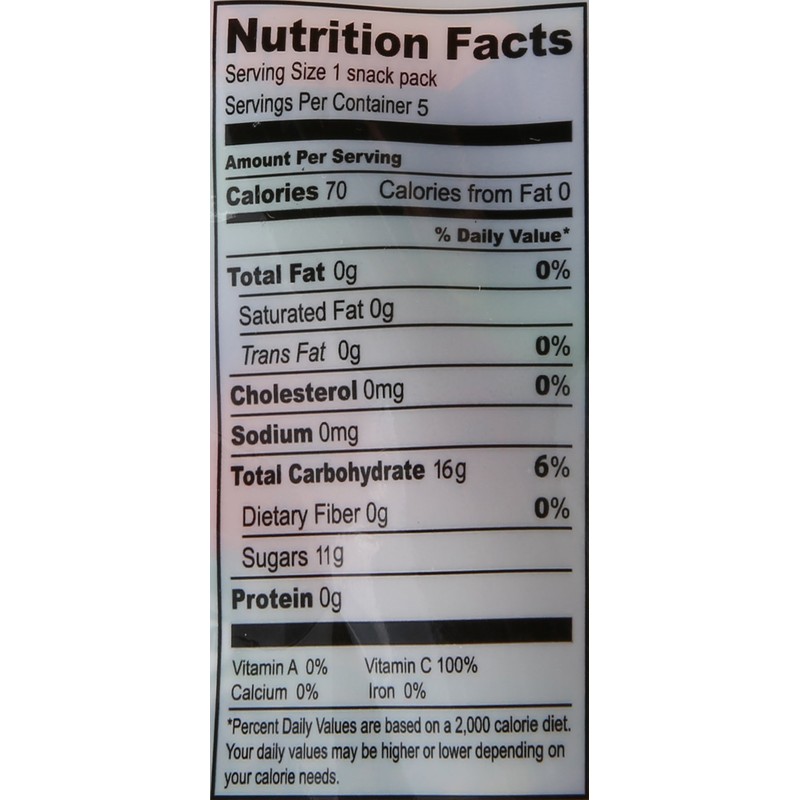 Nutrition Facts
Serving Size 1 snack pack
Servings Per Container 5
Amount Per Serving
Calories 70 Calories from Fat 0
% Daily Value*
Total Fat 0g 0%
Saturated Fat 0g
Trans Fat 0g 0%
Cholesterol 0mg 0%
Sodium 0mg
Total Carbohydrate 16g 6%
Dietary Fiber 0g 0%
Sugars 11g
Protein 0g
Vitamin A 0% Vitamin C 100%
Calcium 0% Iron 0%
*Percent Daily Values are based on a 2,000 calorie diet.
Your daily values may be higher or lower depending on
your calorie needs.